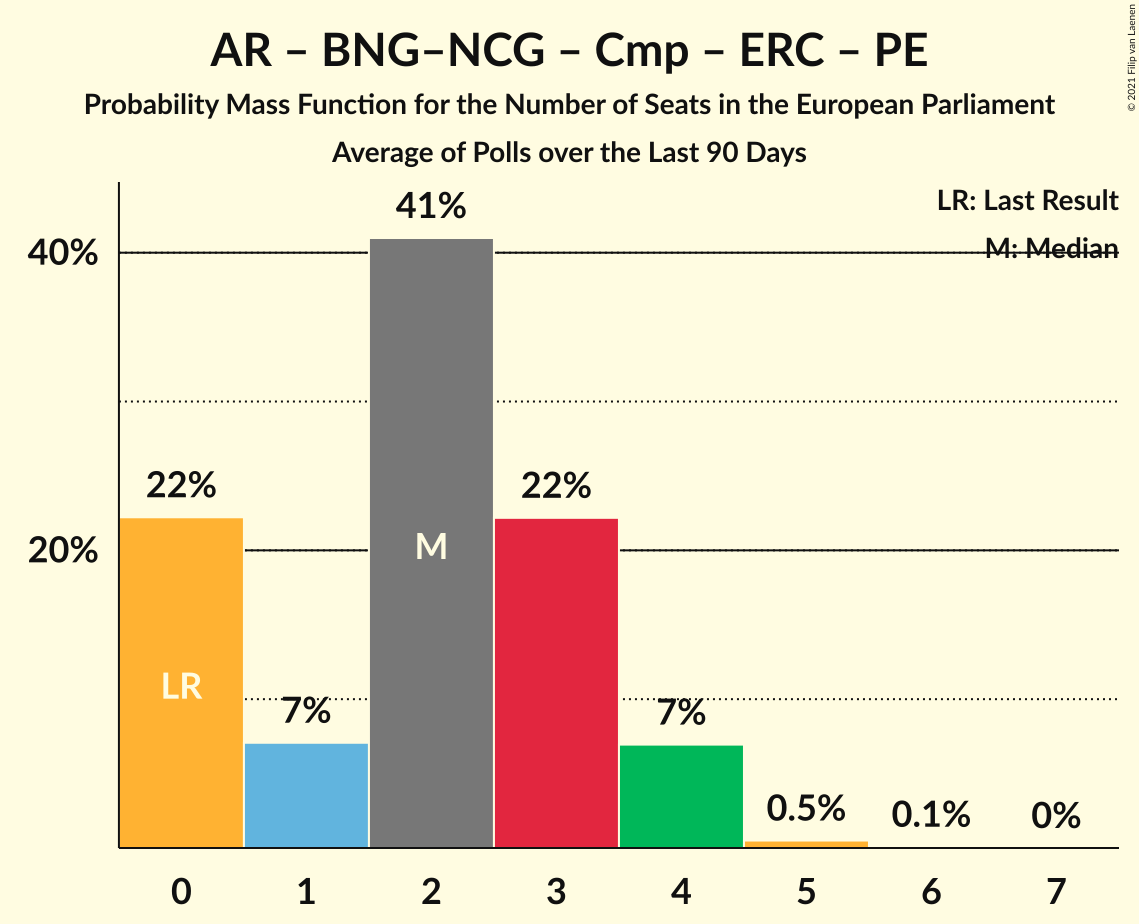 AR – BNG–NCG – Cmp – ERC – PE
Probability Mass Function for the Number of Seats in the European Parliament
Average of Polls over the Last 90 Days
© 2021 Filip van Laenen
LR: Last Result
M: Median
41%
40%
22%
22%
20%
M
LR
7%
7%
0.5%
0.1%
0%
0 1 2 3 4 5 6 7